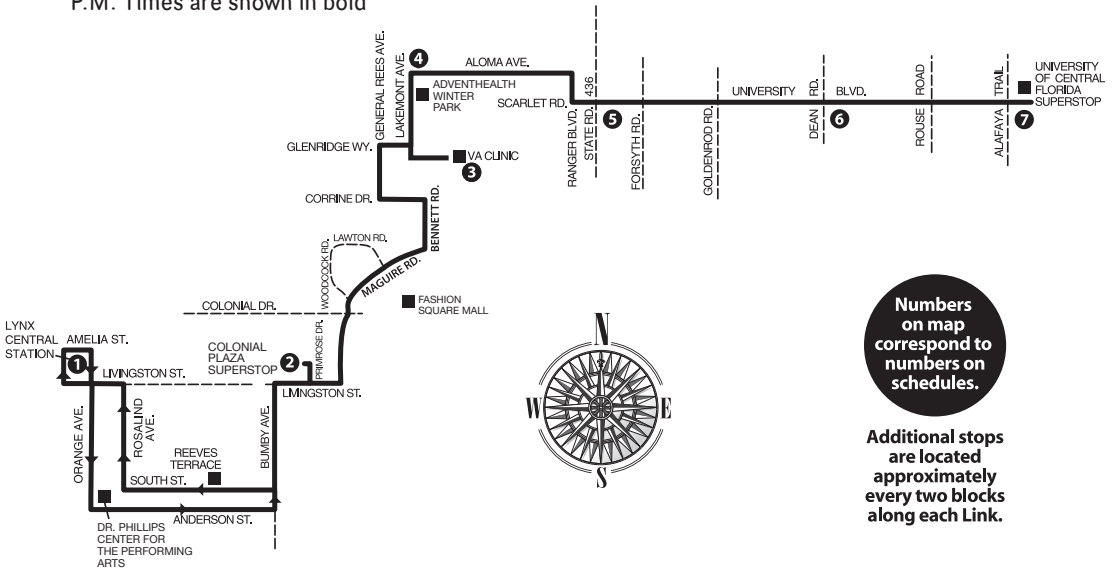 P.M. Times are shown in bold
GENERAL REES AVE.
LAKEMONT AVE.
4
ALOMA AVE.
ADVENTHEALTH
WINTER
PARK
SCARLET RD.
RANGER BLVD.
STATE RD. 436
5
FORSYTH RD.
GOLDENROD RD.
UNIVERSITY
BLVD.
DEAN RD.
6
ROUSE ROAD
ALAFAYA TRAIL
7
UNIVERSITY
OF CENTRAL
FLORIDA
SUPERSTOP
GLENRIDGE WY.
VA CLINIC
3
CORRINE DR.
BENNETT RD.
LAWTON RD.
WOODCOCK RD.
MAGUIRE RD.
FASHION
SQUARE MALL
COLONIAL DR.
LYNX
CENTRAL
STATION
AMELIA ST.
1
COLONIAL
PLAZA
SUPERSTOP
2
PRIMROSE DR.
LIVINGSTON ST.
LIVINGSTON ST.
ORANGE AVE.
ROSALIND
AVE.
BUMBY AVE.
REEVES
TERRACE
SOUTH ST.
ANDERSON ST.
DR. PHILLIPS
CENTER FOR
THE PERFORMING
ARTS
N
W
E
S
Numbers
on map
correspond to
numbers on
schedules.
Additional stops
are located
approximately
every two blocks
along each Link.